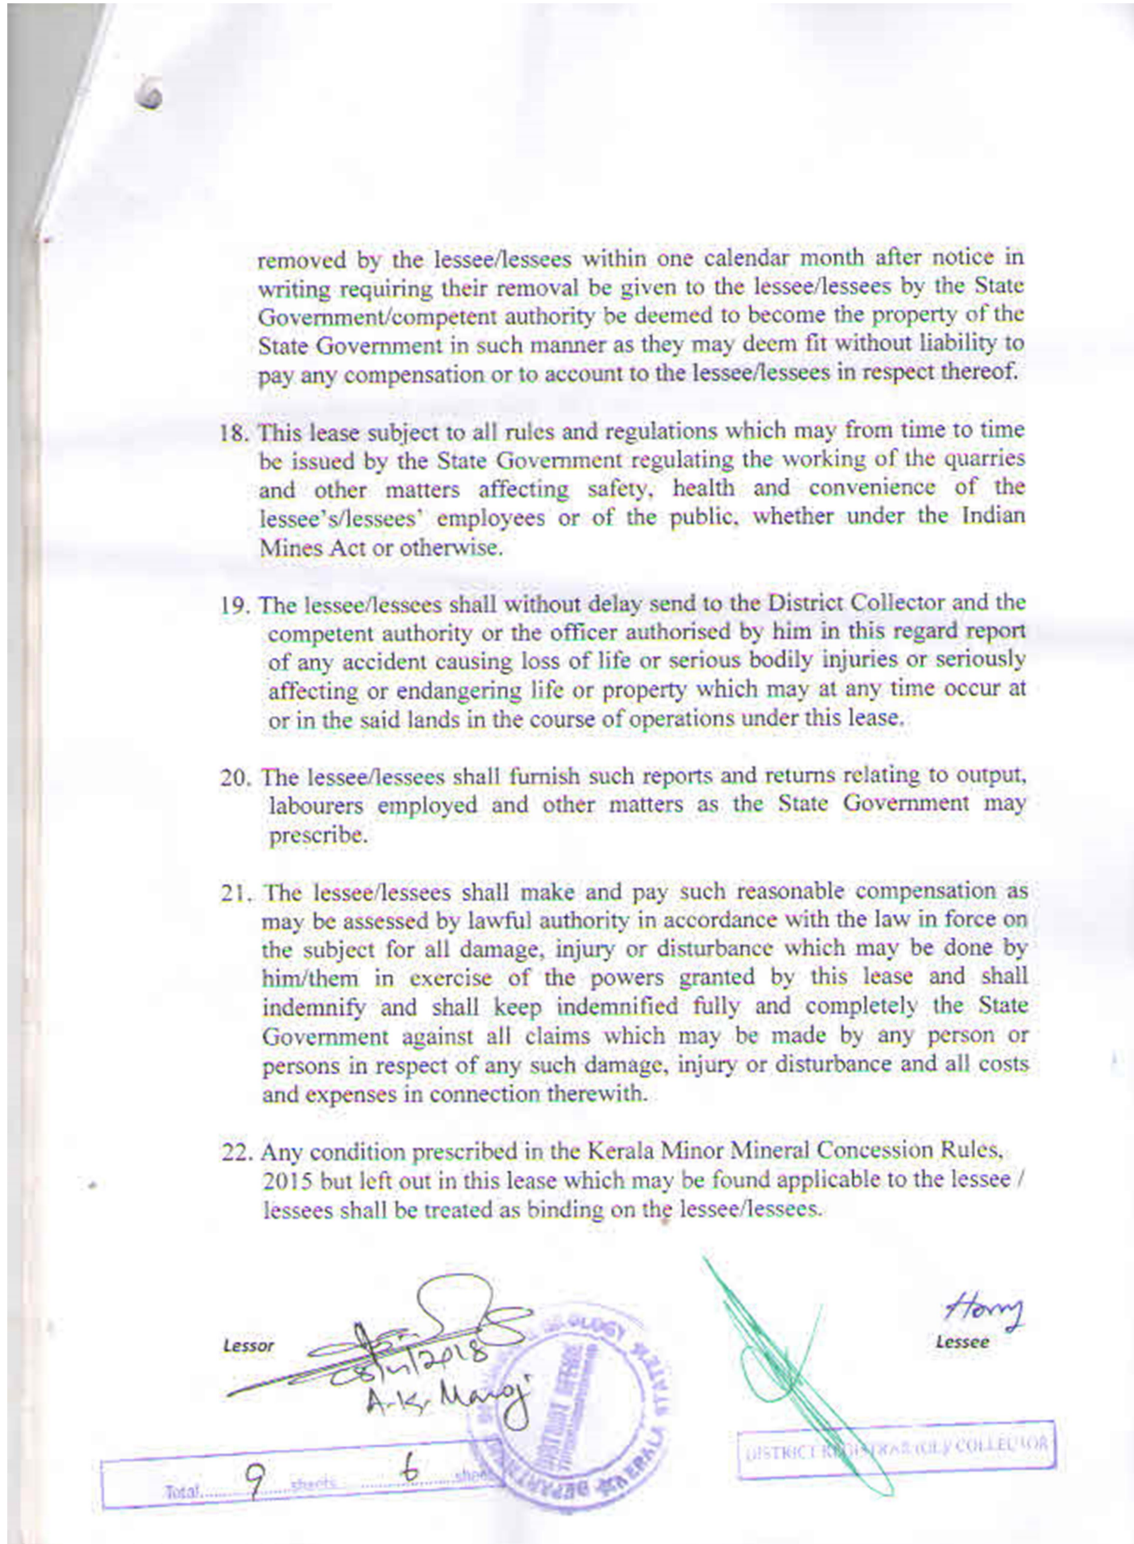 removed by the lessee/lessees within one calendar month after notice in
writing requiring their removal be given to the lessee/lessees by the State
Government/competent authority be deemed to become the property of the
State Government in such manner as they may deem fit without liability to
pay any compensation or to account to the lessee/lessees in respect thereof.
18. This lease subject to all rules and regulations which may from time to time
be issued by the State Government regulating the working of the quarries
and other matters affecting safety, health and convenience of the
lessee's/lessees' employees or of the public, whether under the Indian
Mines Act or otherwise.
19. The lessee/lessees shall without delay send to the District Collector and the
competent authority or the officer authorised by him in this regard report
of any accident causing loss of life or serious bodily injuries or seriously
affecting or endangering life or property which may at any time occur at
or in the said lands in the course of operations under this lease.
20. The lessee/lessees shall furnish such reports and returns relating to output,
labourers employed and other matters as the State Government may
prescribe.
21. The lessee/lessees shall make and pay such reasonable compensation as
may be assessed by lawful authority in accordance with the law in force on
the subject for all damage, injury or disturbance which may be done by
him/them in exercise of the powers granted by this lease and shall
indemnify and shall keep indemnified fully and completely the State
Government against all claims which may be made by any person or
persons in respect of any such damage, injury or disturbance and all costs
and expenses in connection therewith.
22. Any condition prescribed in the Kerala Minor Mineral Concession Rules,
2015 but left out in this lease which may be found applicable to the lessee /
lessees shall be treated as binding on the lessee/lessees.
Lessor
A.K. Manoj
Lessee
GEOLOGY
KERALA
DISTRICT OFFICE
DISTRICT REGISTRAR (GL)/ COLLECTOR
Total 9 sheets 6 sheet